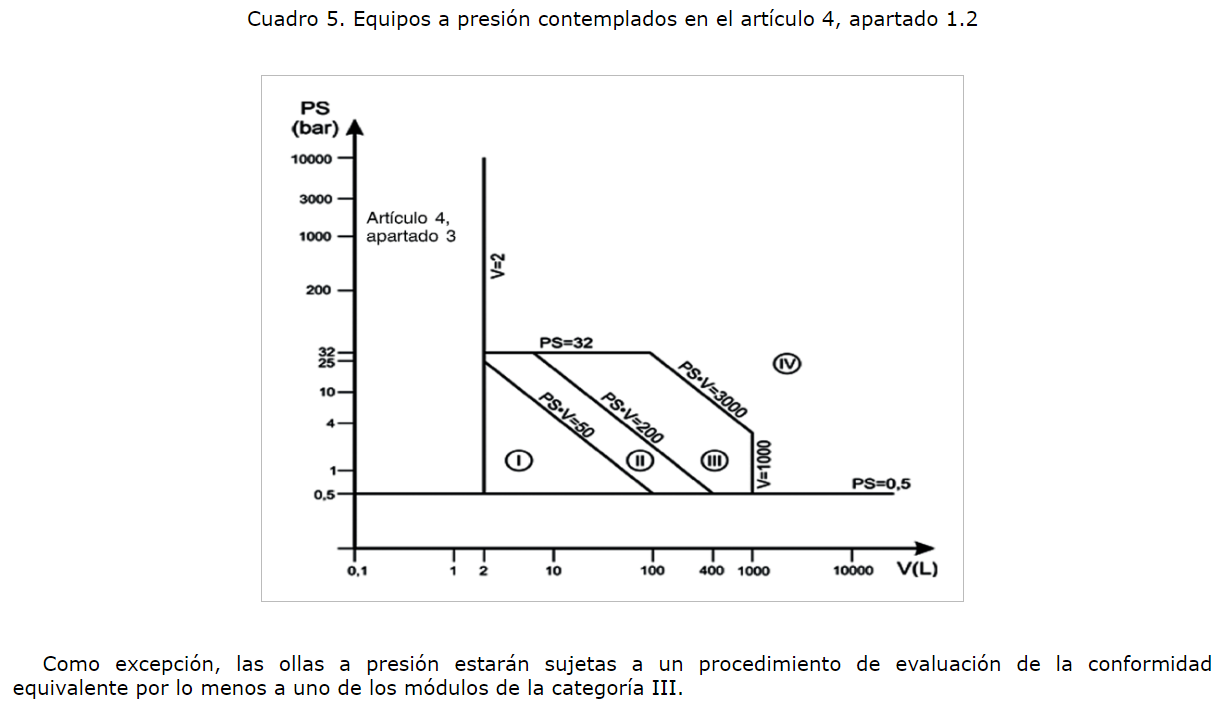 Cuadro 5. Equipos a presión contemplados en el artículo 4, apartado 1.2
PS
(bar)
10000
3000
1000
200
32
25
10
4
1
0,5
Artículo 4,
apartado 3
V=2
PS=32
PS•V=50
PS•V=200
PS•V=3000
V=1000
PS=0,5
I
II
III
IV
0,1
1
2
10
100
400
1000
10000
V(L)
Como excepción, las ollas a presión estarán sujetas a un procedimiento de evaluación de la conformidad
equivalente por lo menos a uno de los módulos de la categoría III.